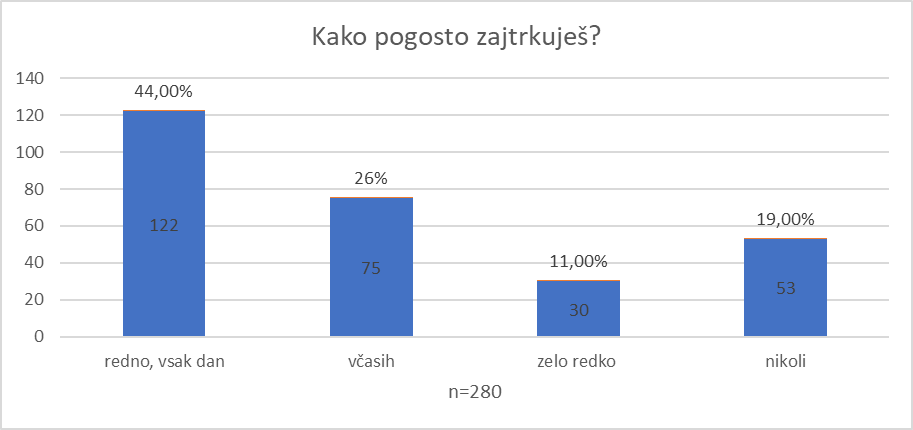 Kako pogosto zajtrkuješ?
140
120
100
80
60
40
20
0
44,00%
26%
11,00%
19,00%
122
75
30
53
redno, vsak dan
včasih
zelo redko
nikoli
n=280